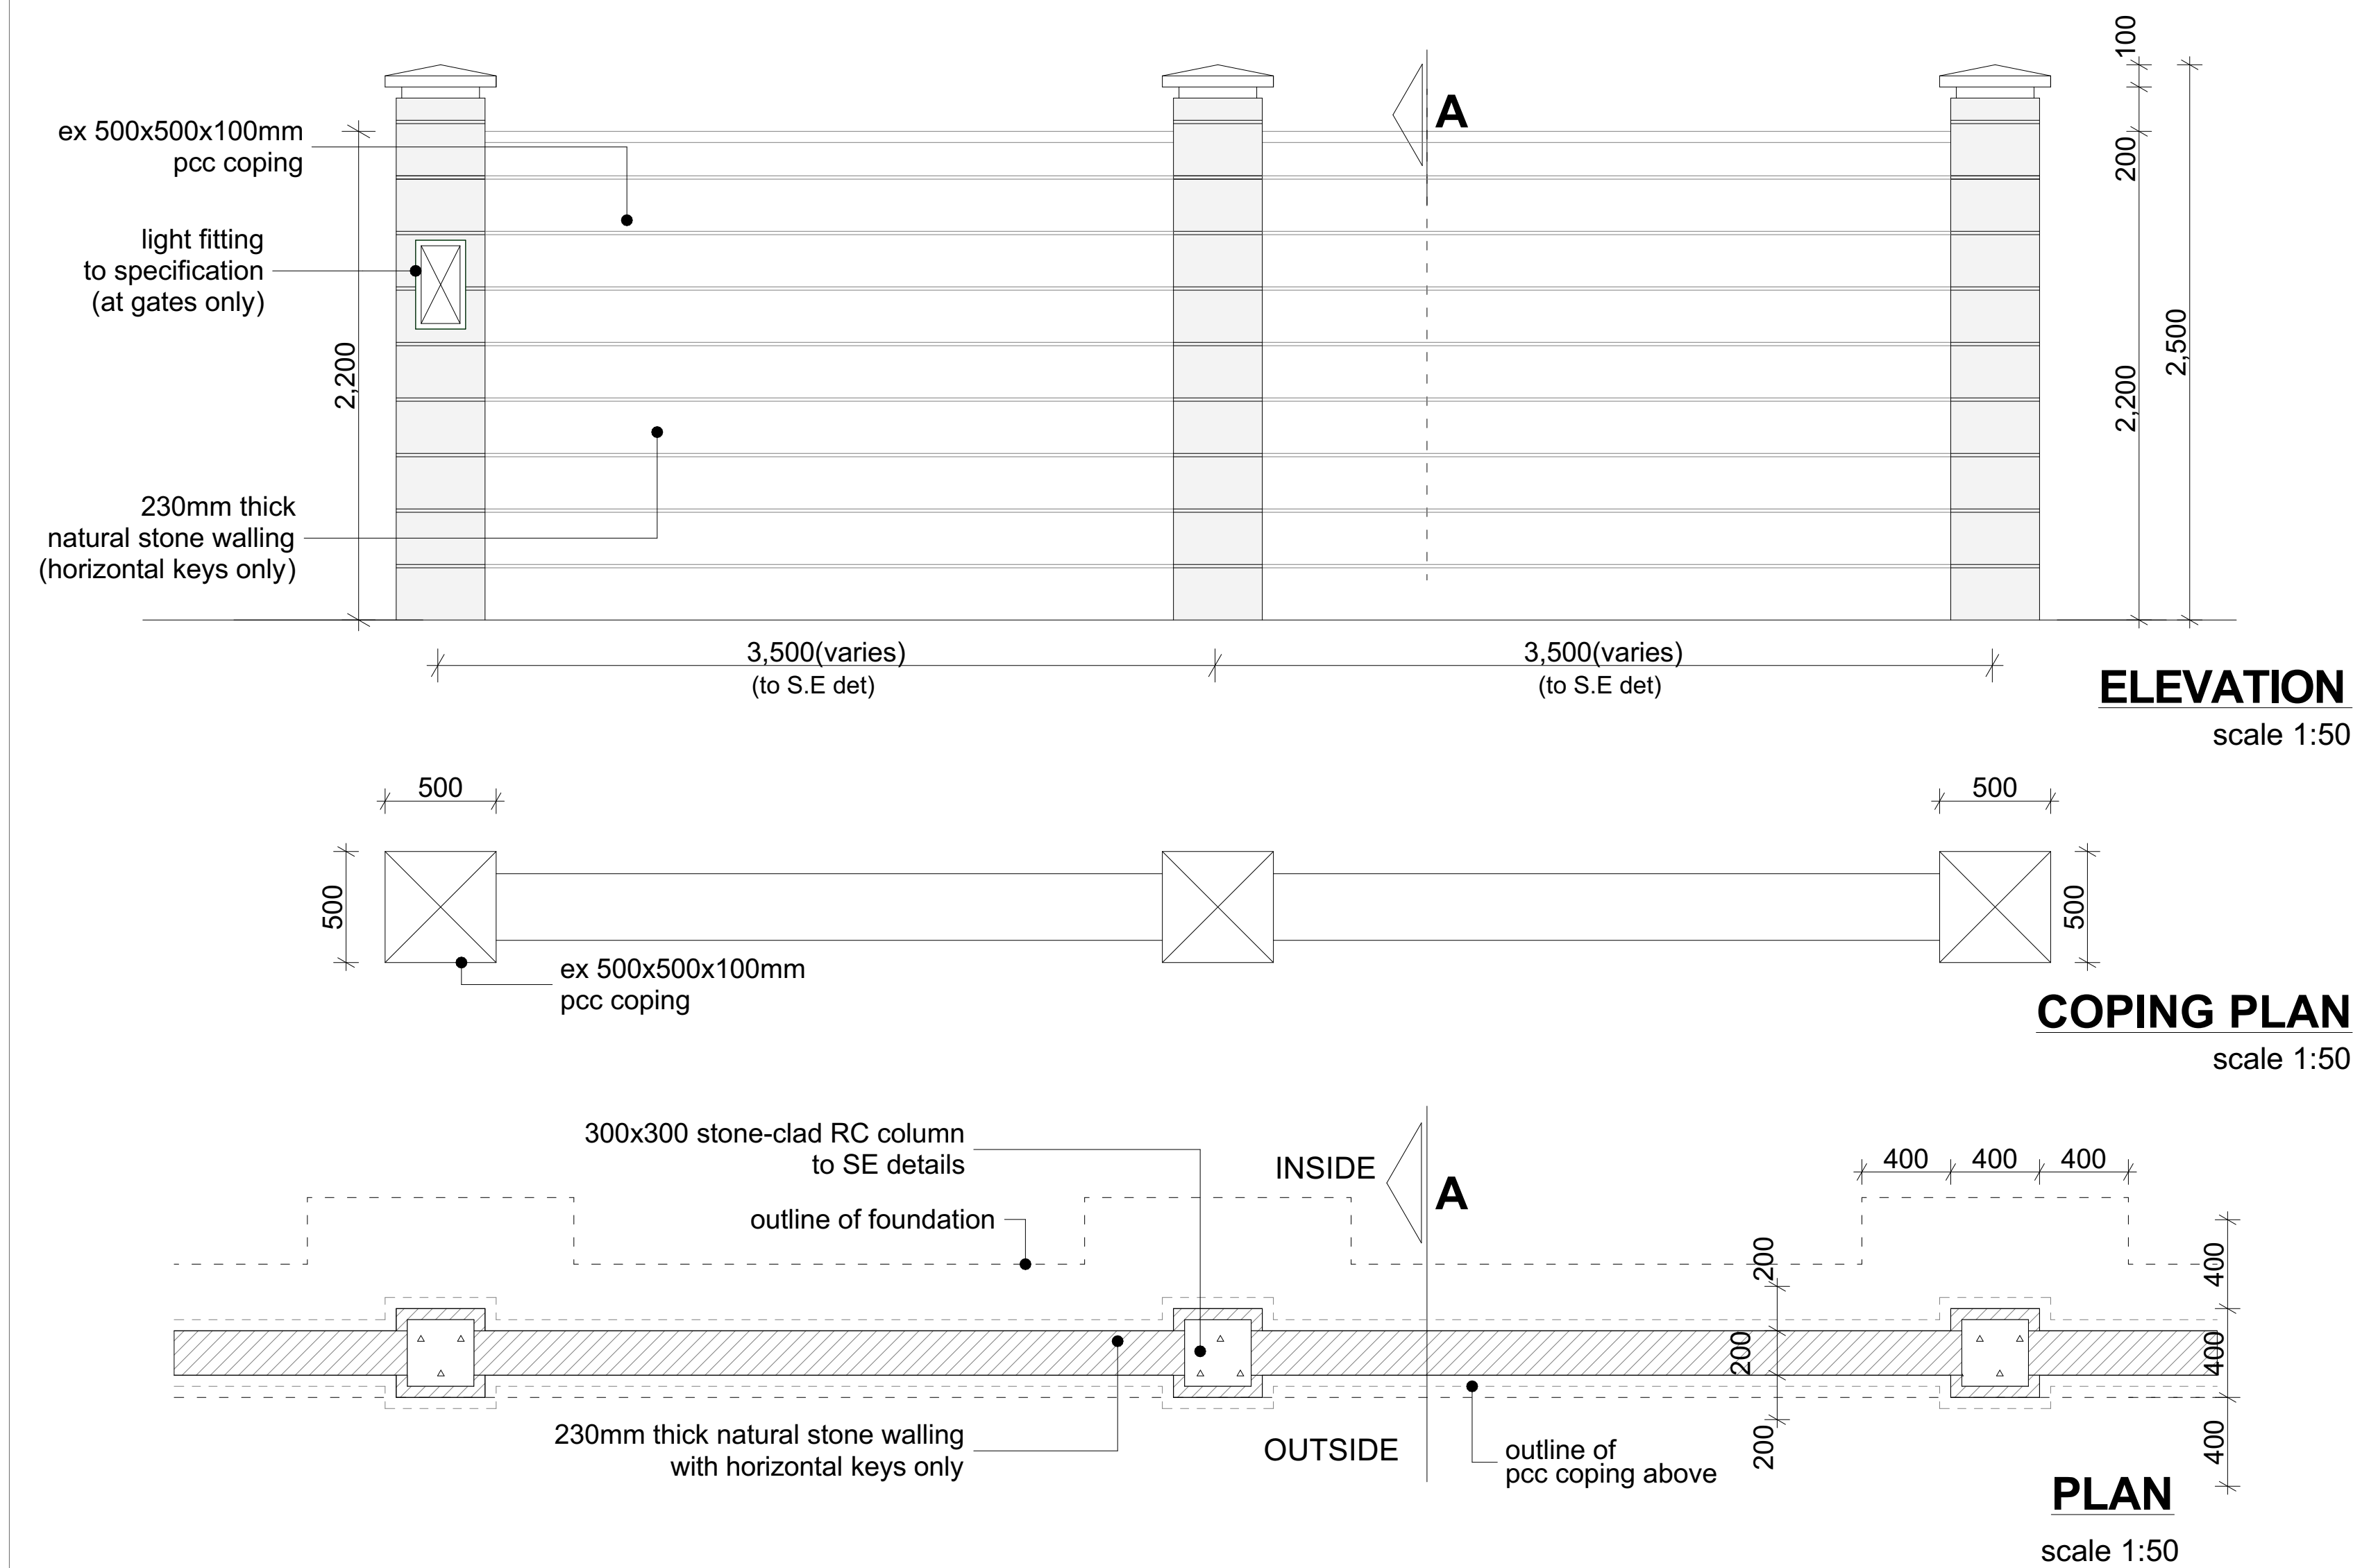 100
ex 500x500x100mm
pcc coping
A
200
light fitting
to specification
(at gates only)
2,200
2,500
2,200
230mm thick
natural stone walling
(horizontal keys only)
3,500(varies)
(to S.E det)
3,500(varies)
(to S.E det)
ELEVATION
scale 1:50
500
500
500
500
ex 500x500x100mm
pcc coping
COPING PLAN
scale 1:50
300x300 stone-clad RC column
to SE details
INSIDE
A
400
400
400
outline of foundation
200
400
200
400
230mm thick natural stone walling
with horizontal keys only
OUTSIDE
outline of
pcc coping above
200
400
PLAN
scale 1:50